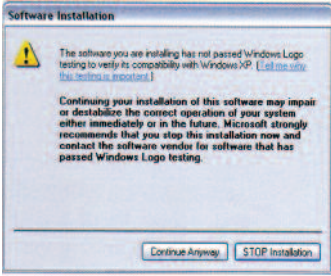 Software Installation
The software you are installing has not passed Windows Logo
testing to verify its compatibility with Windows XP. (Tell me why
this testing is important.)
Continuing your installation of this software may impair
or destabilize the correct operation of your system
either immediately or in the future. Microsoft strongly
recommends that you stop this installation now and
contact the software vendor for software that has
passed Windows Logo testing.
Continue Anyway
STOP Installation